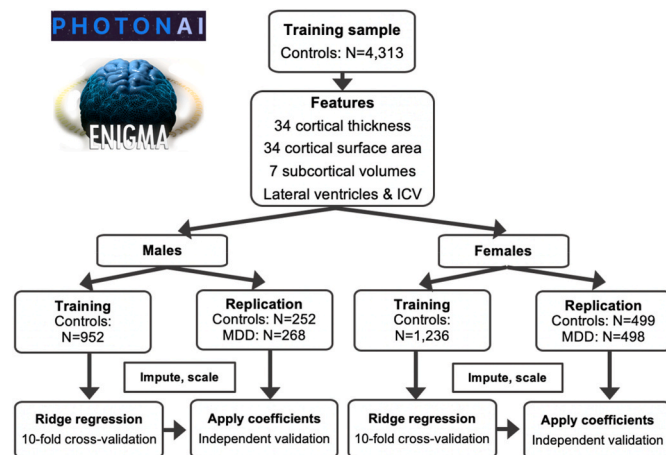 PHOTONAI
ENIGMA
Training sample
Controls: N=4,313
Features
34 cortical thickness
34 cortical surface area
7 subcortical volumes
Lateral ventricles & ICV
Males
Females
Training
Controls:
N=952
Replication
Controls: N=252
MDD: N=268
Training
Controls:
N=1,236
Replication
Controls: N=499
MDD: N=498
Impute, scale
Impute, scale
Ridge regression
10-fold cross-validation
Apply coefficients
Independent validation
Ridge regression
10-fold cross-validation
Apply coefficients
Independent validation